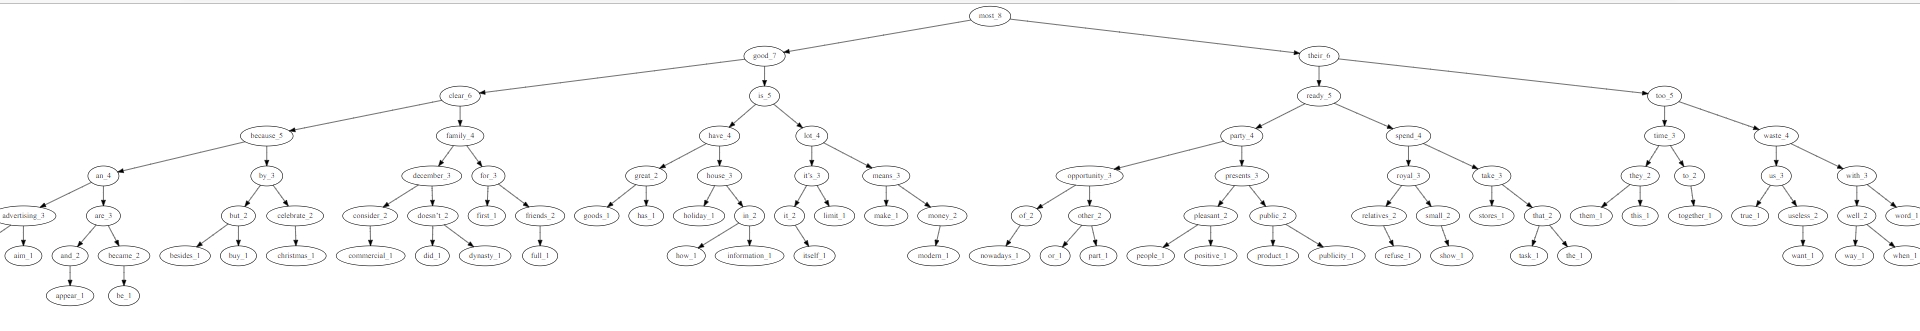 most_8
good_7 their_6
clear_6 is_5 ready_5 too_5
because_5 family_4 have_4 lot_4 party_4 spend_4 time_3 waste_4
an_4 by_3 december_3 for_3 great_2 house_3 it's_3 means_3 opportunity_3 presents_3 royal_3 take_3 they_2 to_2 us_3 with_3
advertising_3 are_3 but_2 celebrate_2 consider_2 doesn't_2 first_1 friends_2 goods_1 has_1 holiday_1 in_2 it_2 limit_1 make_1 money_2 of_2 other_2 pleasant_2 public_2 relatives_2 small_2 stores_1 that_2 them_1 this_1 together_1 true_1 useless_2 well_2 word_1
aim_1 and_2 became_2 besides_1 buy_1 christmas_1 commercial_1 did_1 dynasty_1 full_1 how_1 information_1 itself_1 modern_1 nowadays_1 or_1 part_1 people_1 positive_1 product_1 publicity_1 refuse_1 show_1 task_1 the_1 want_1 way_1 when_1
appear_1 be_1